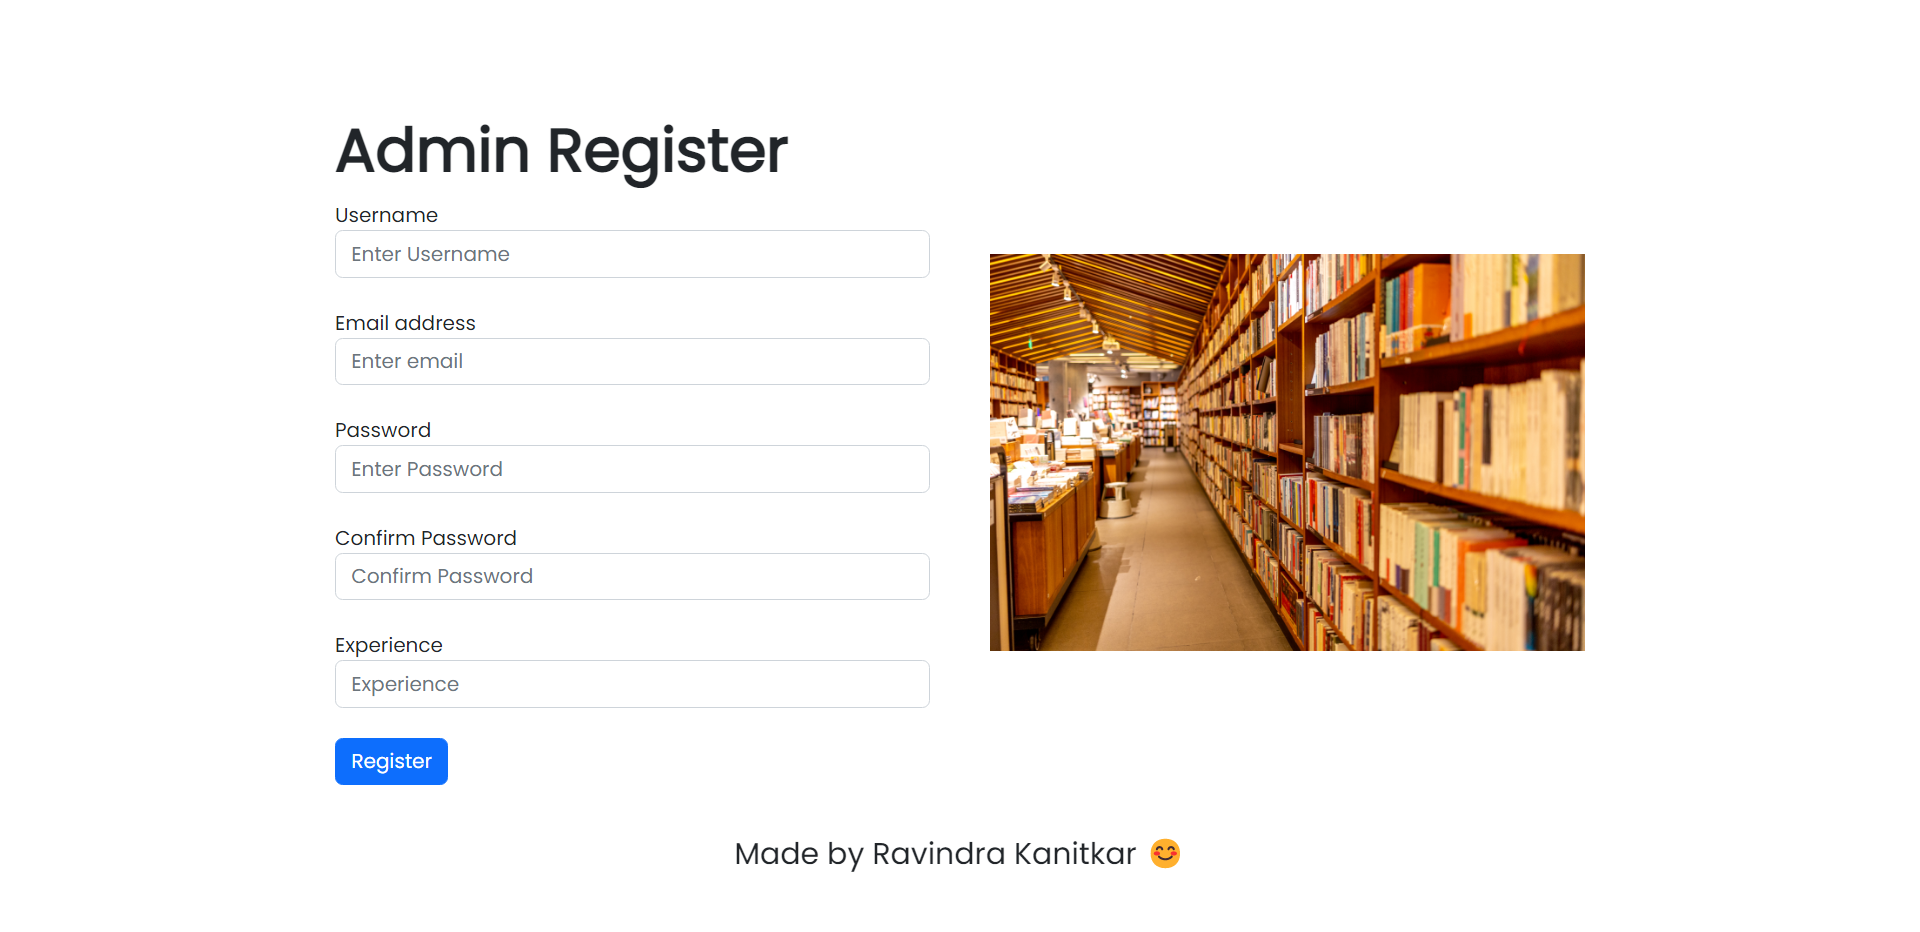 Admin Register
Username
Enter Username
Email address
Enter email
Password
Enter Password
Confirm Password
Confirm Password
Experience
Experience
Register
Made by Ravindra Kanitkar 😊